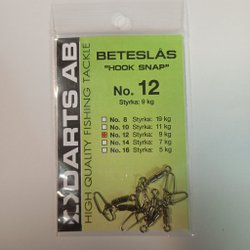 DARTS AB
HIGH QUALITY FISHING TACKLE
BETESLÅS
"HOOK SNAP"
No. 12
Styrka: 9 kg
No. 8 Styrka: 19 kg
No. 10 Styrka: 11 kg
No. 12 Styrka: 9 kg
No. 14 Styrka: 7 kg
No. 16 Styrka: 5 kg